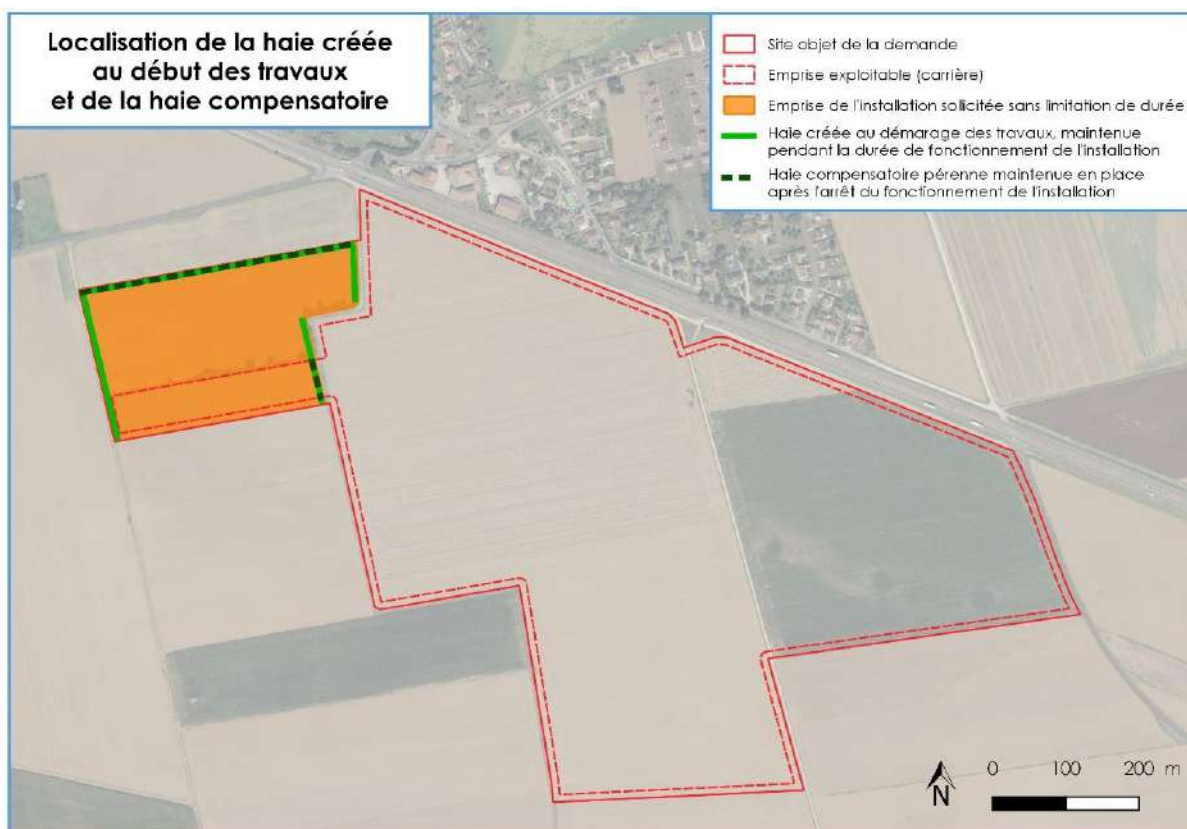 Localisation de la haie créée
au début des travaux
et de la haie compensatoire
Site objet de la demande
Emprise exploitable (carrière)
Emprise de l'installation sollicitée sans limitation de durée
Haie créée au démarage des travaux, maintenue
pendant la durée de fonctionnement de l'installation
Haie compensatoire pérenne maintenue en place
après l'arrêt du fonctionnement de l'installation
N
0 100 200 m